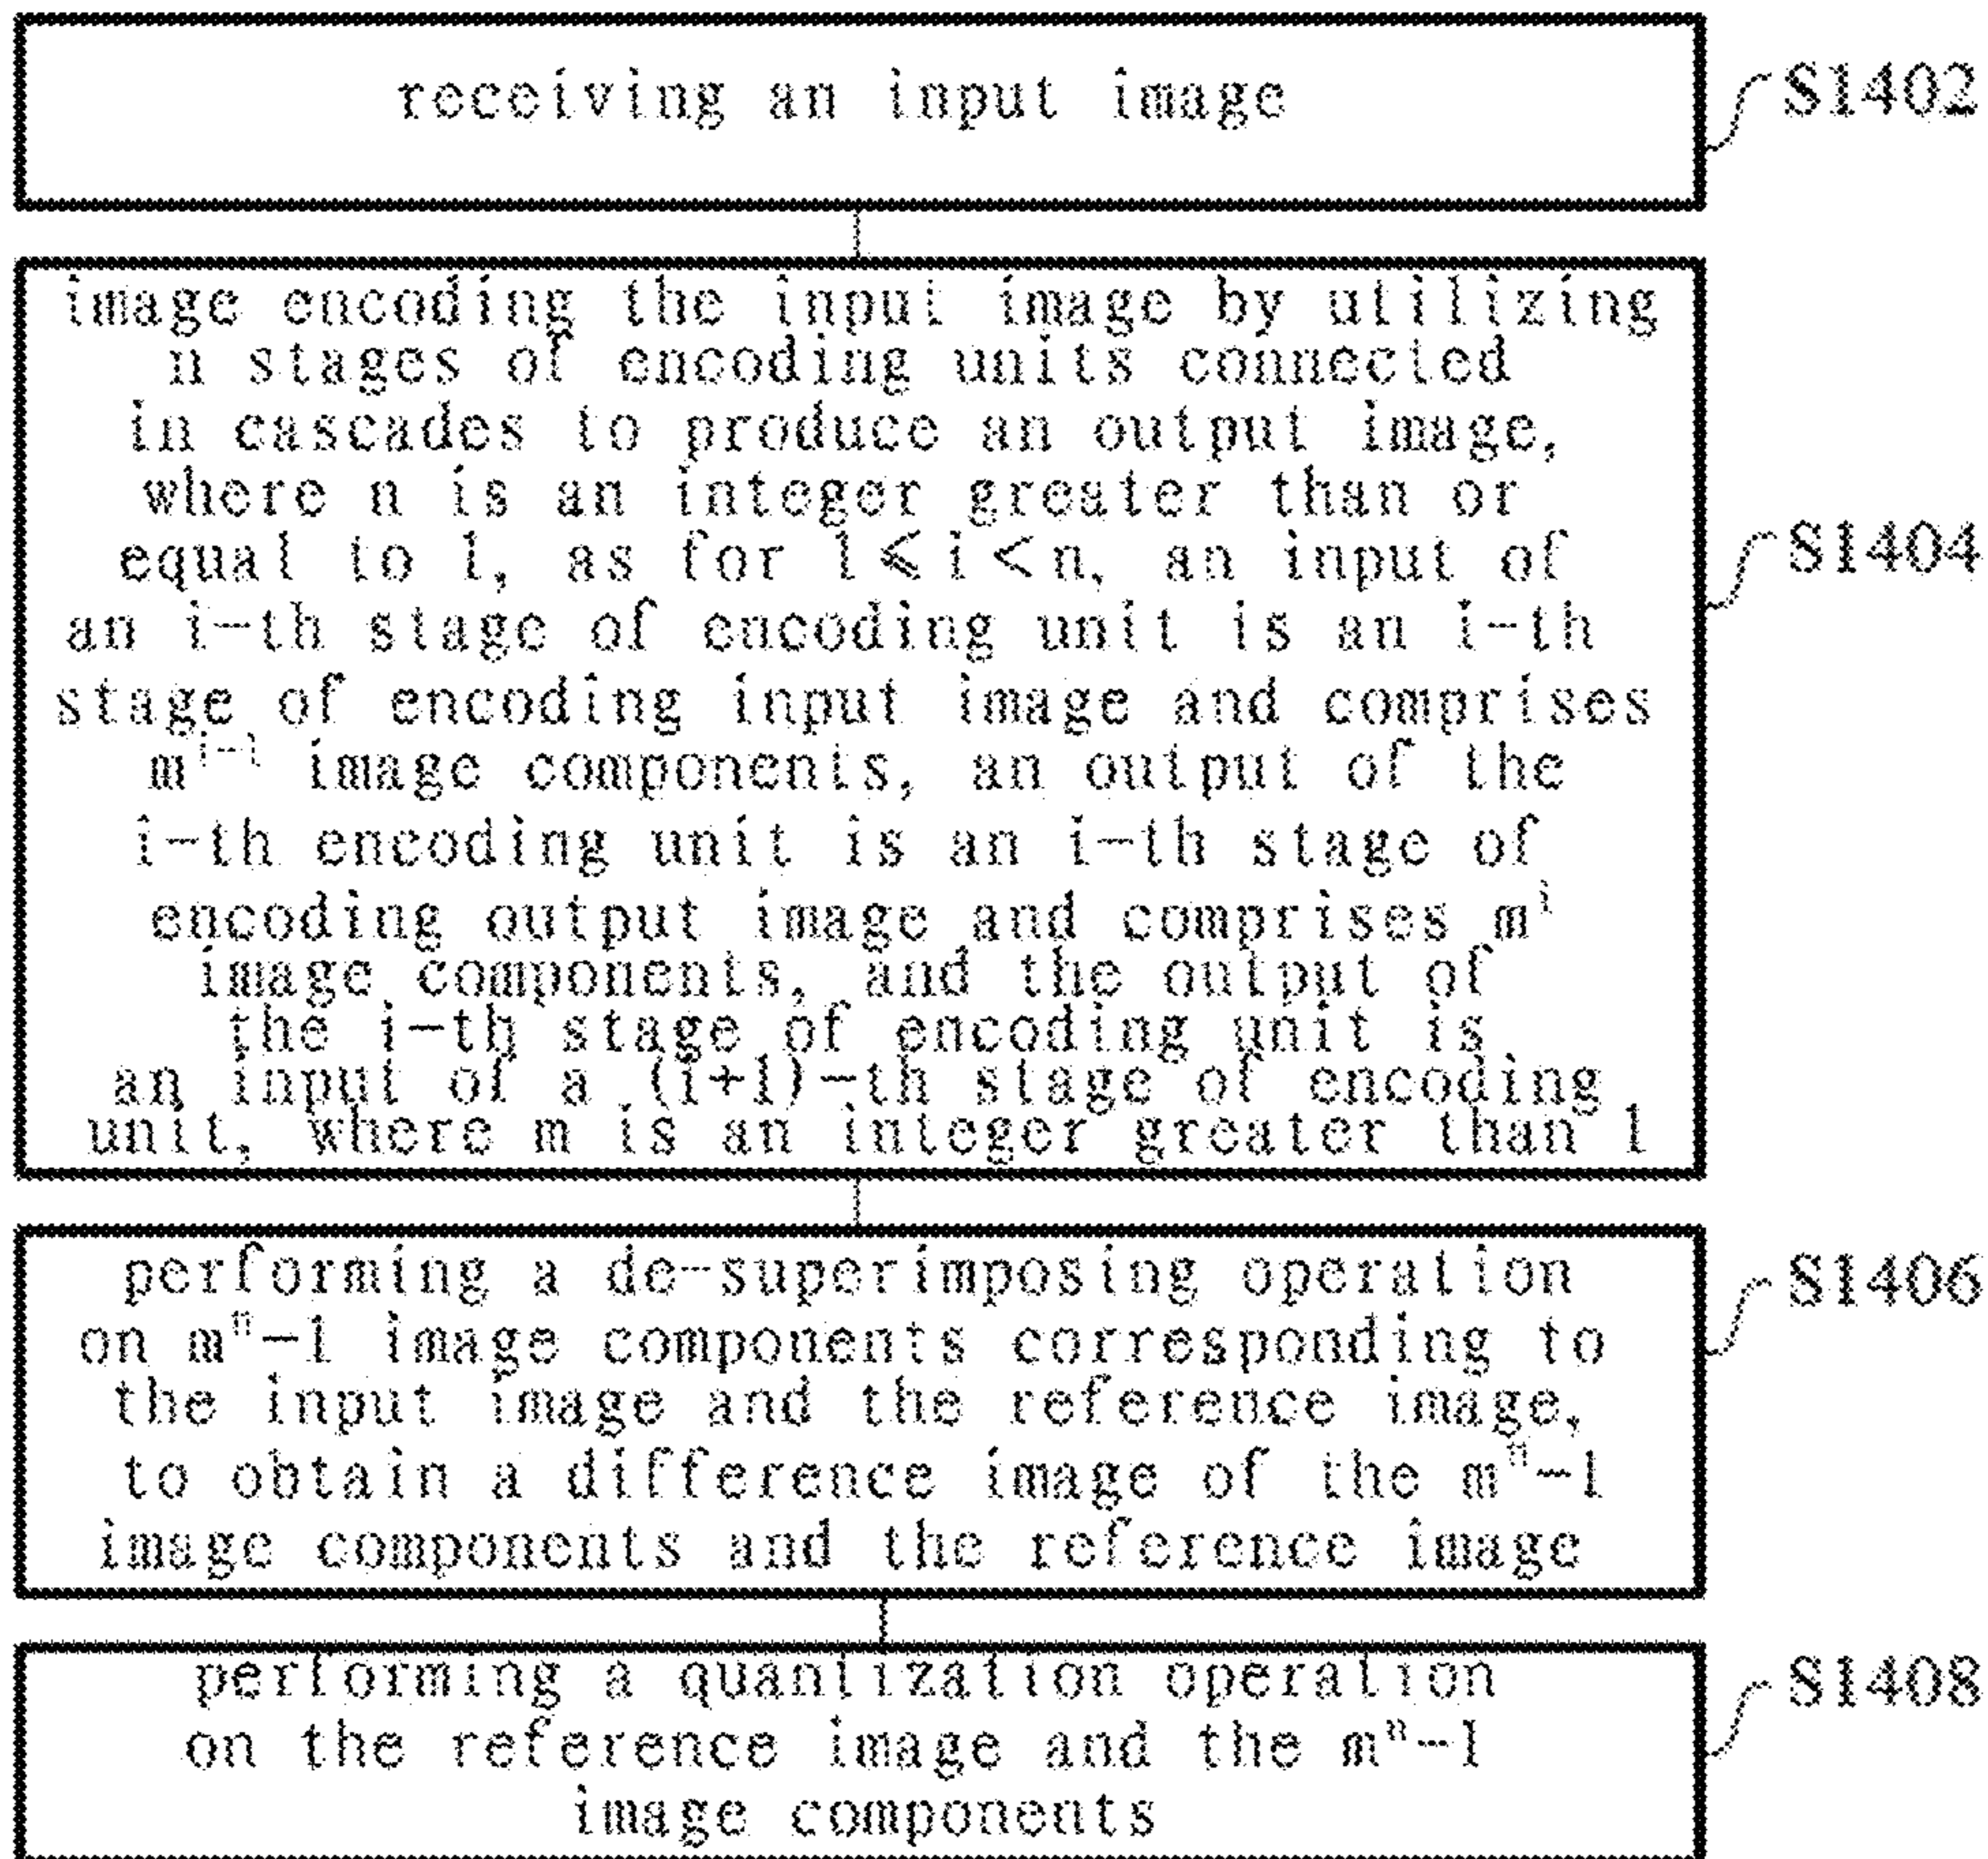 receiving an input image
S1402
image encoding the input image by utilizing
n stages of encoding units connected
in cascades to produce an output image,
where n is an integer greater than or
equal to 1, as for 1⩽i<n, an input of
an i-th stage of encoding unit is an i-th
stage of encoding input image and comprises
mⁱ⁻¹ image components, an output of the
i-th encoding unit is an i-th stage of
encoding output image and comprises mⁱ
image components, and the output of
the i-th stage of encoding unit is
an input of a (i+1)-th stage of encoding
unit, where m is an integer greater than 1
S1404
performing a de-superimposing operation
on mⁿ-1 image components corresponding to
the input image and the reference image,
to obtain a difference image of the mⁿ-1
image components and the reference image
S1406
performing a quantization operation
on the reference image and the mⁿ-1
image components
S1408